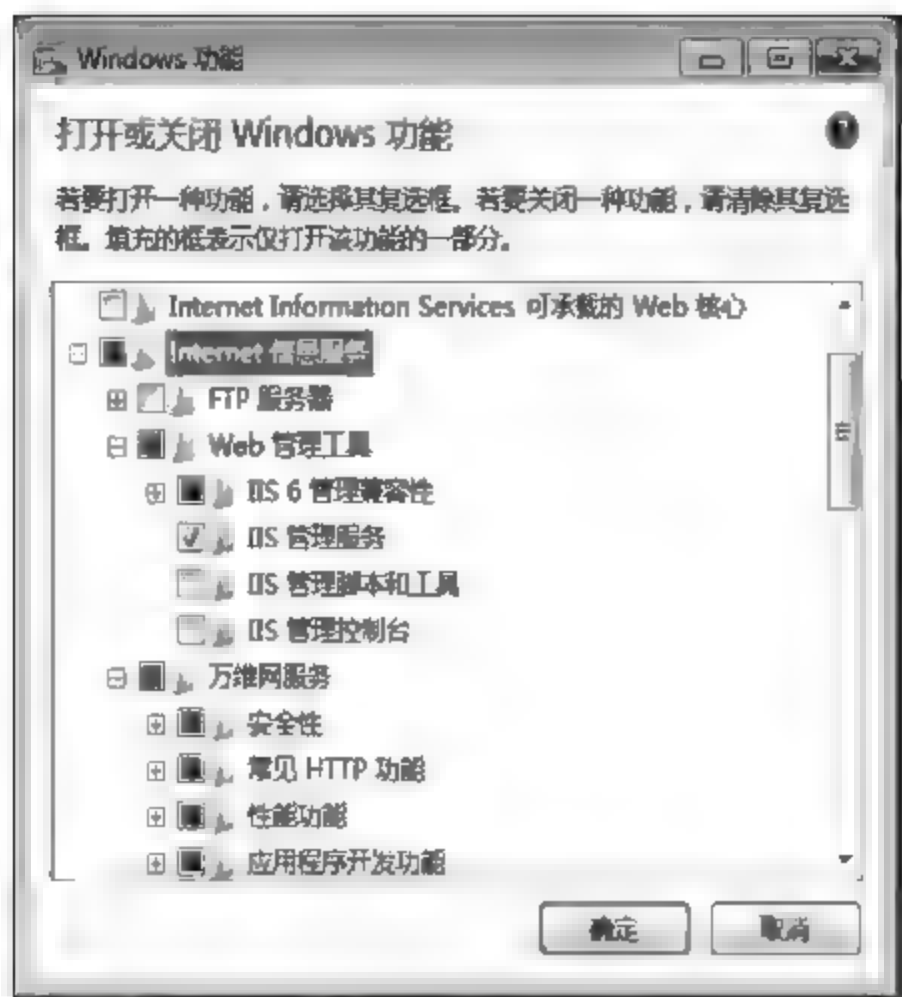 Windows 功能
打开或关闭 Windows 功能
若要打开一种功能，请选择其复选框。若要关闭一种功能，请清除其复选
框。填充的框表示仅打开该功能的一部分。
Internet Information Services 可承载的 Web 核心
Internet 信息服务
FTP 服务器
Web 管理工具
IIS 6 管理兼容性
IIS 管理服务
IIS 管理脚本和工具
IIS 管理控制台
万维网服务
安全性
常见 HTTP 功能
性能功能
应用程序开发功能
确定 取消